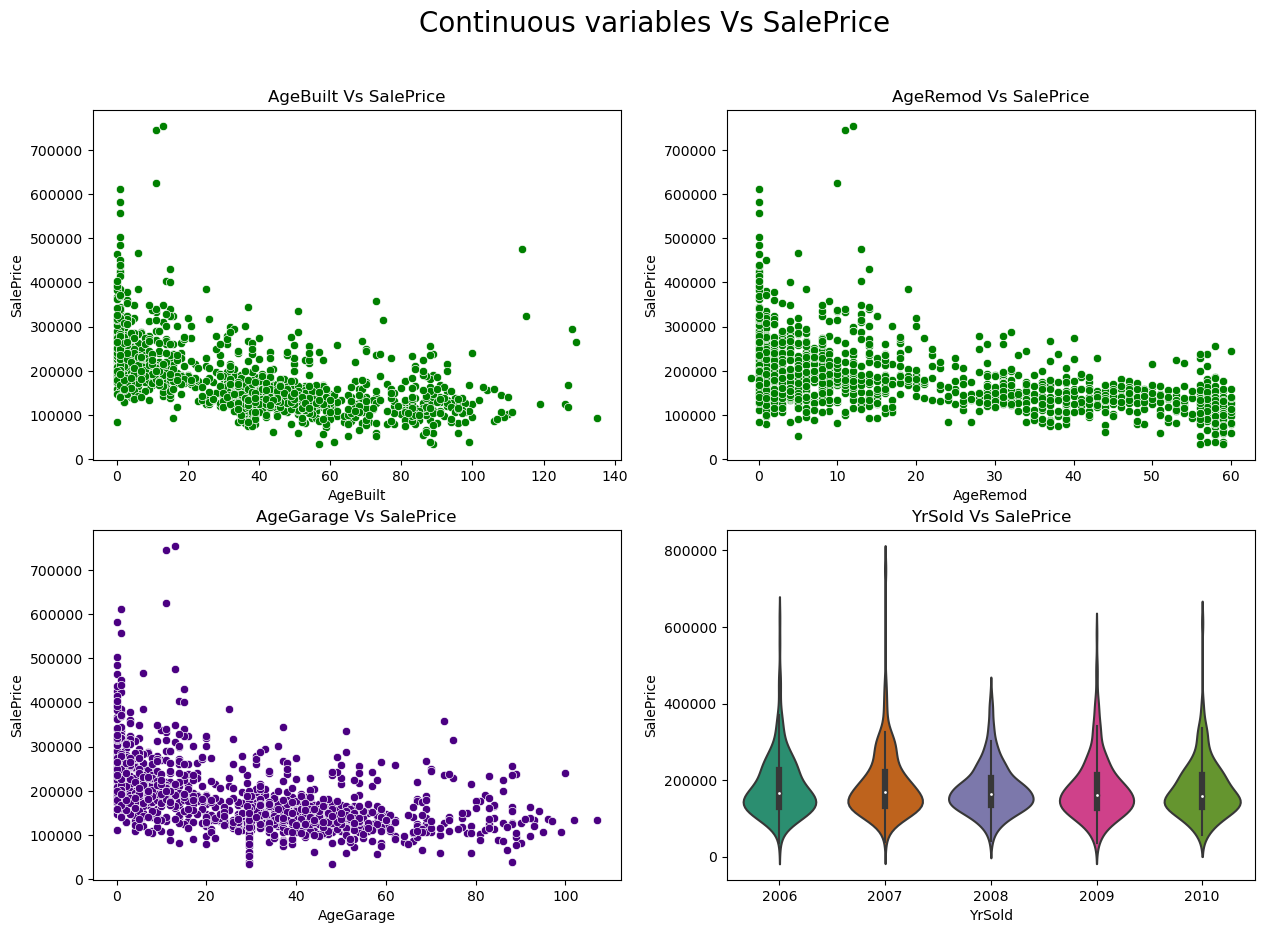 Continuous variables Vs SalePrice
AgeBuilt Vs SalePrice
SalePrice
700000
600000
500000
400000
300000
200000
100000
0
0 20 40 60 80 100 120 140
AgeBuilt
AgeRemod Vs SalePrice
SalePrice
700000
600000
500000
400000
300000
200000
100000
0
0 10 20 30 40 50 60
AgeRemod
AgeGarage Vs SalePrice
SalePrice
700000
600000
500000
400000
300000
200000
100000
0
0 20 40 60 80 100
AgeGarage
YrSold Vs SalePrice
SalePrice
800000
600000
400000
200000
0
2006 2007 2008 2009 2010
YrSold